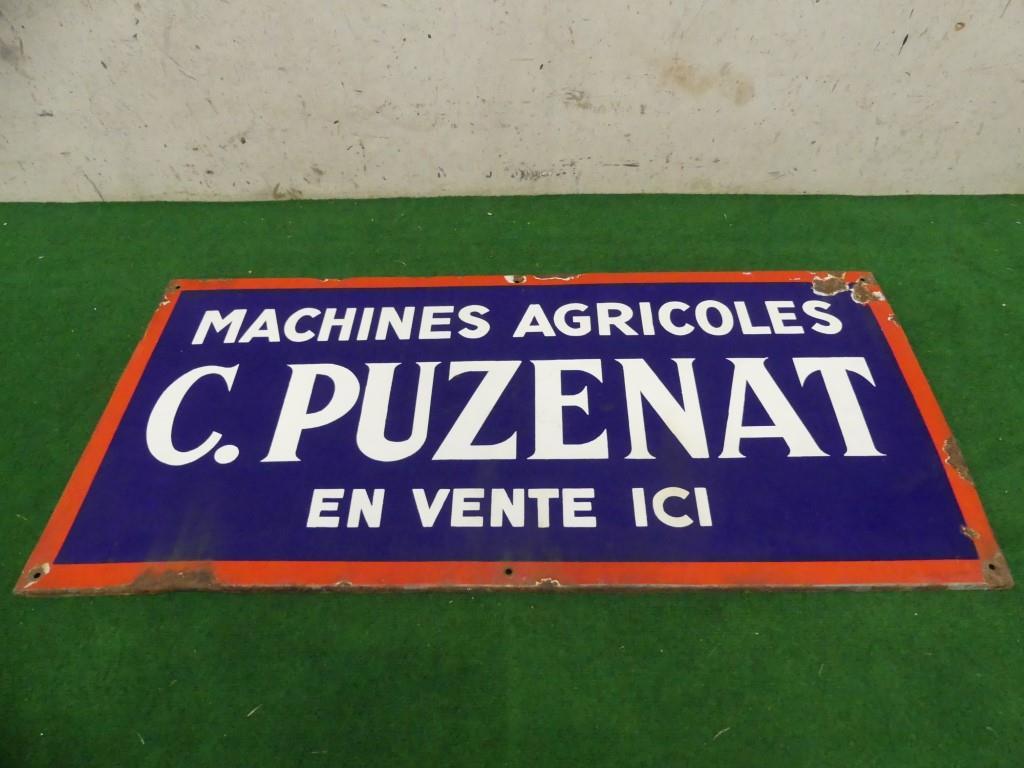 MACHINES AGRICOLES
C. PUZENAT
EN VENTE ICI